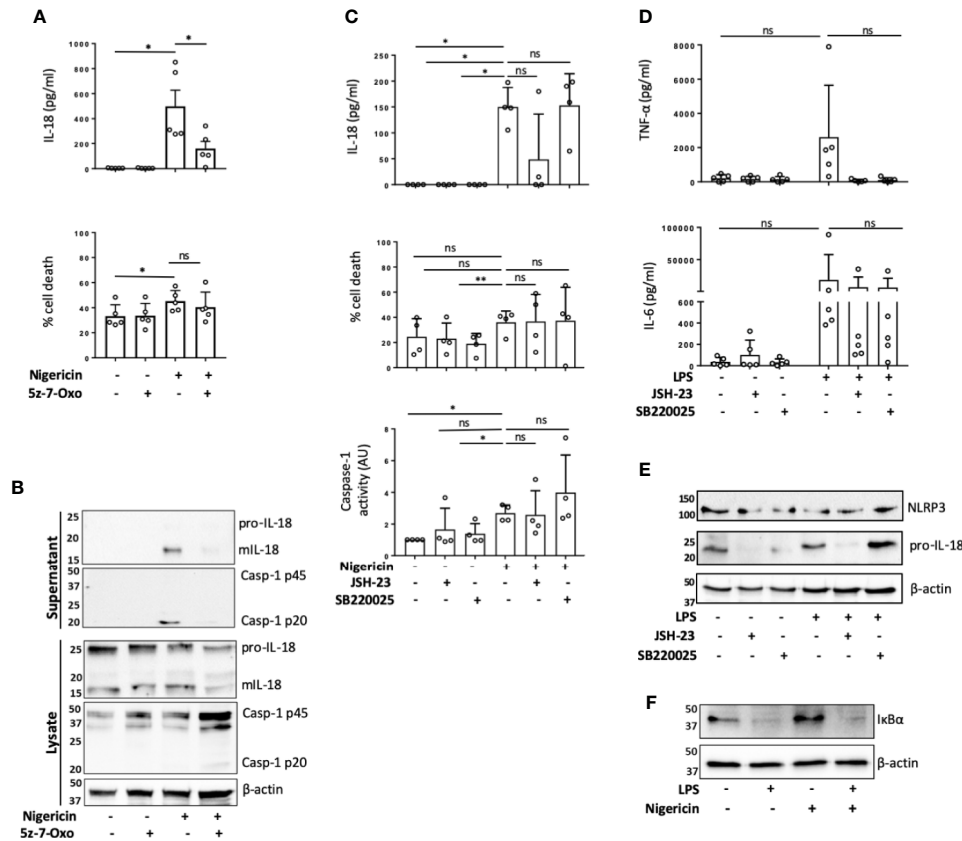 A
IL-18 (pg/ml)
1000
800
600
400
200
0
* *
% cell death
100
80
60
40
20
0
* ns
Nigericin - - + +
5z-7-Oxo - + - +
B
Supernatant
25
20
15
pro-IL-18
mIL-18
50
37
25
20
Casp-1 p45
Casp-1 p20
Lysate
25
20
15
pro-IL-18
mIL-18
50
37
25
20
Casp-1 p45
Casp-1 p20
50
37
β-actin
Nigericin - - + +
5z-7-Oxo - + - +
C
IL-18 (pg/ml)
250
200
150
100
50
0
* ns
*
* ns
% cell death
100
80
60
40
20
0
ns
ns ns
**
Caspase-1
activity (AU)
8
6
4
2
0
*
ns ns
* ns
Nigericin - - - + + +
JSH-23 - + - - + -
SB220025 - - + - - +
D
TNF-α (pg/ml)
8000
6000
4000
2000
0
ns ns
IL-6 (pg/ml)
100000
50000
600
400
200
0
ns ns
LPS - - - + + +
JSH-23 - + - - + -
SB220025 - - + - - +
E
150
100
NLRP3
25
20
pro-IL-18
50
37
β-actin
LPS - - - + + +
JSH-23 - + - - + -
SB220025 - - + - - +
F
50
37
IκBα
50
37
β-actin
LPS - + - +
Nigericin - - + +